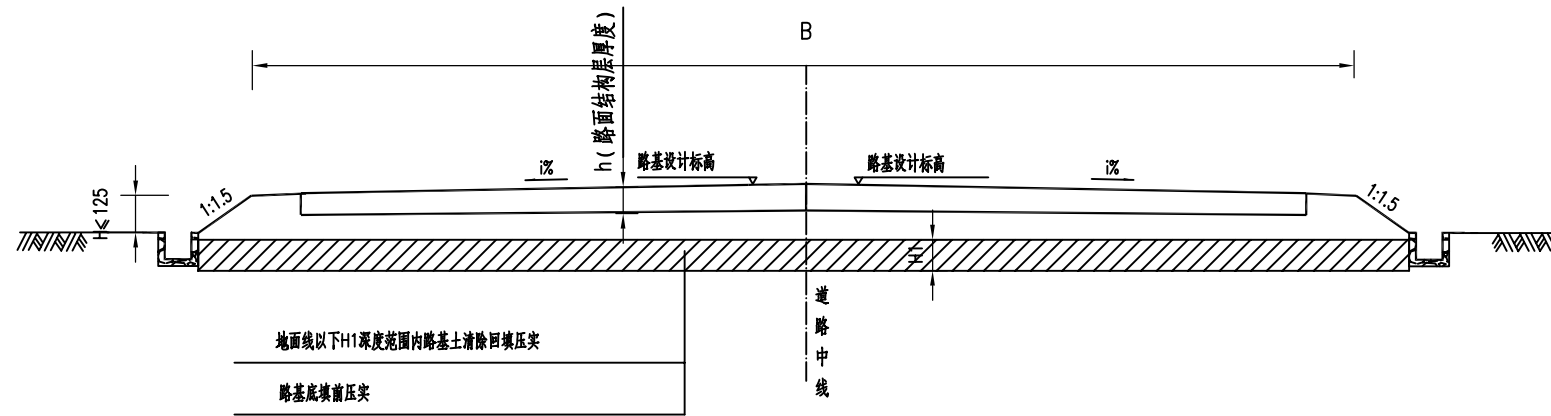 B
h(路面结构层厚度)
i%
路基设计标高
路基设计标高
i%
H<125
1:1.5
1:1.5
H1
地面线以下H1深度范围内路基土清除回填压实
路基底填前压实
道路中线